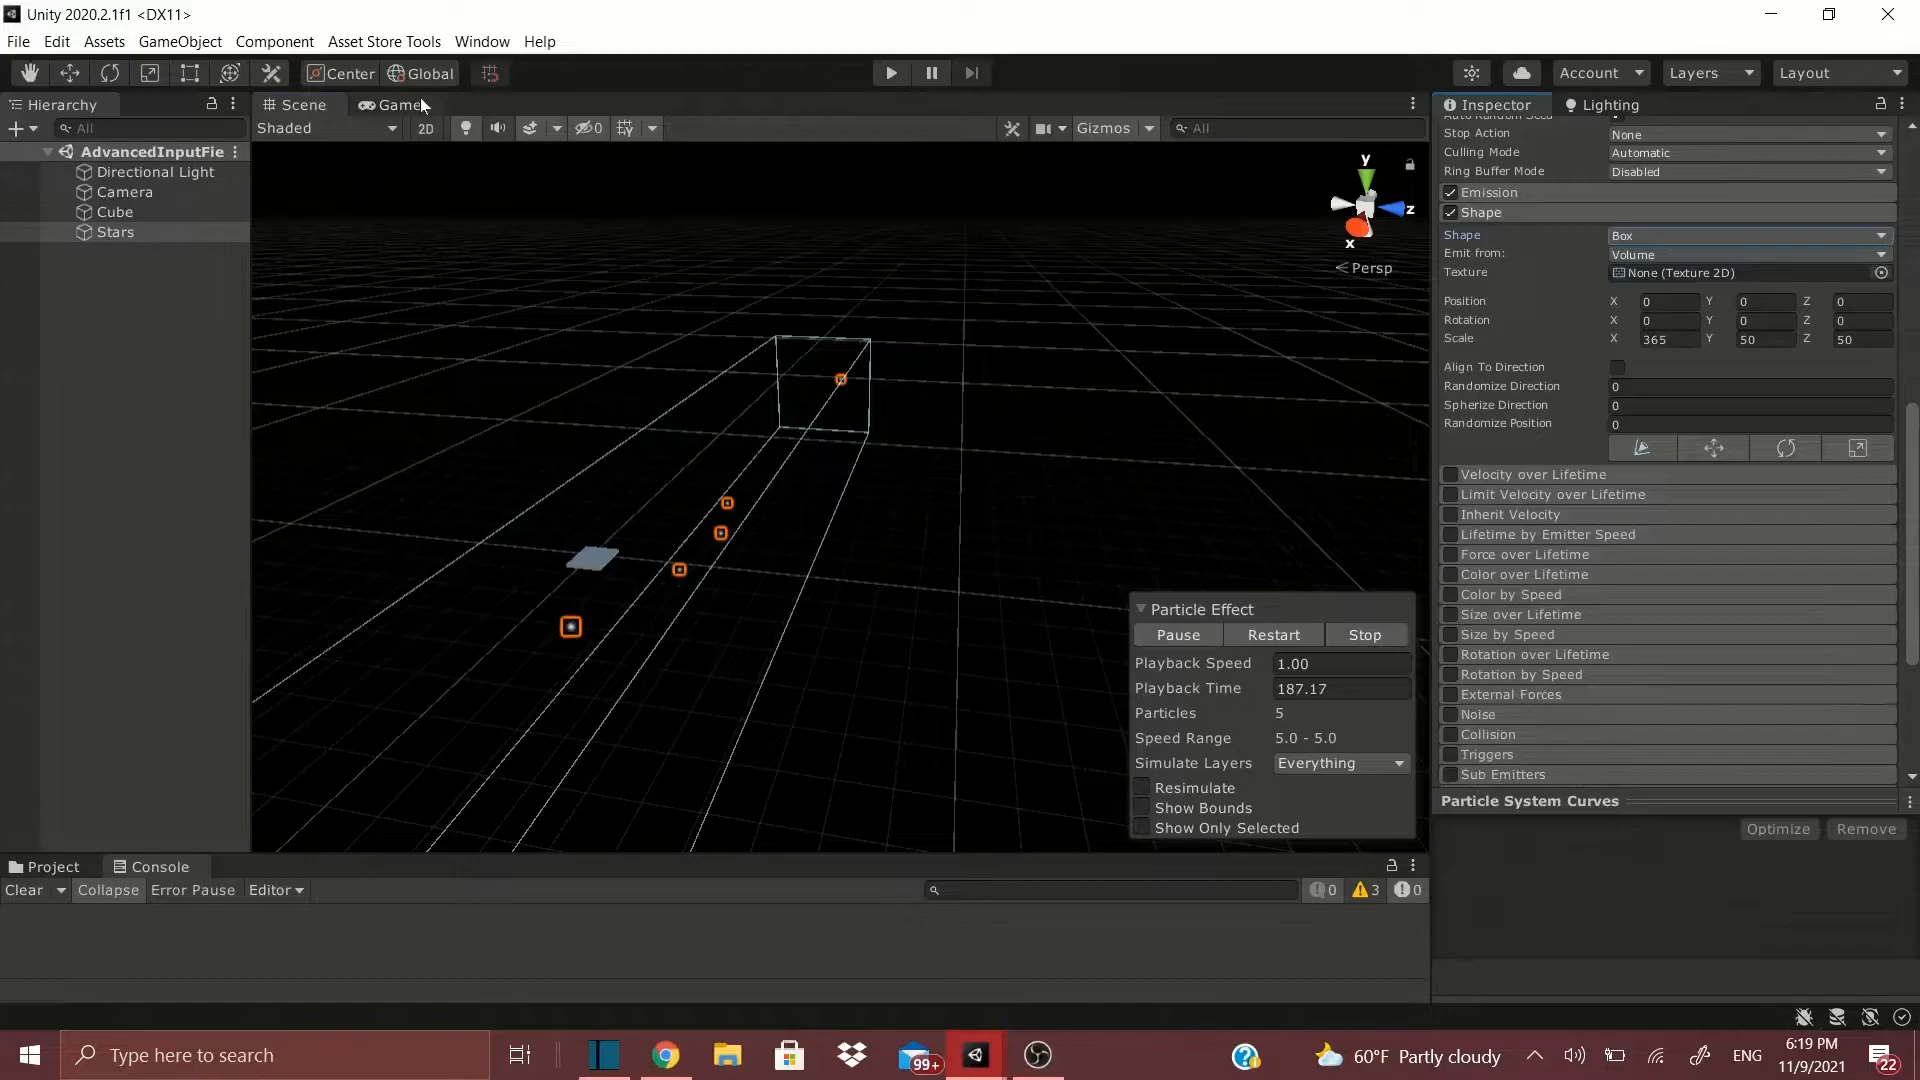 Unity 2020.2.1f1 <DX11>
File Edit Assets GameObject Component Asset Store Tools Window Help
Center Global
Account Layers Layout
Hierarchy
Scene Game
Inspector Lighting
All
Shaded 2D 0 Gizmos All
AdvancedInputFie
Directional Light
Camera
Cube
Stars
y
z
x
Persp
Stop Action None
Culling Mode Automatic
Ring Buffer Mode Disabled
Emission
Shape
Shape Box
Emit from: Volume
Texture None (Texture 2D)
Position X 0 Y 0 Z 0
Rotation X 0 Y 0 Z 0
Scale X 365 Y 50 Z 50
Align To Direction
Randomize Direction 0
Spherize Direction 0
Randomize Position 0
Velocity over Lifetime
Limit Velocity over Lifetime
Inherit Velocity
Lifetime by Emitter Speed
Force over Lifetime
Color over Lifetime
Color by Speed
Size over Lifetime
Size by Speed
Rotation over Lifetime
Rotation by Speed
External Forces
Noise
Collision
Triggers
Sub Emitters
Particle System Curves
Optimize Remove
Particle Effect
Pause Restart Stop
Playback Speed 1.00
Playback Time 187.17
Particles 5
Speed Range 5.0 - 5.0
Simulate Layers Everything
Resimulate
Show Bounds
Show Only Selected
Project Console
Clear Collapse Error Pause Editor
0 3 0
Type here to search
99+
60°F Partly cloudy
ENG
6:19 PM
11/9/2021
22